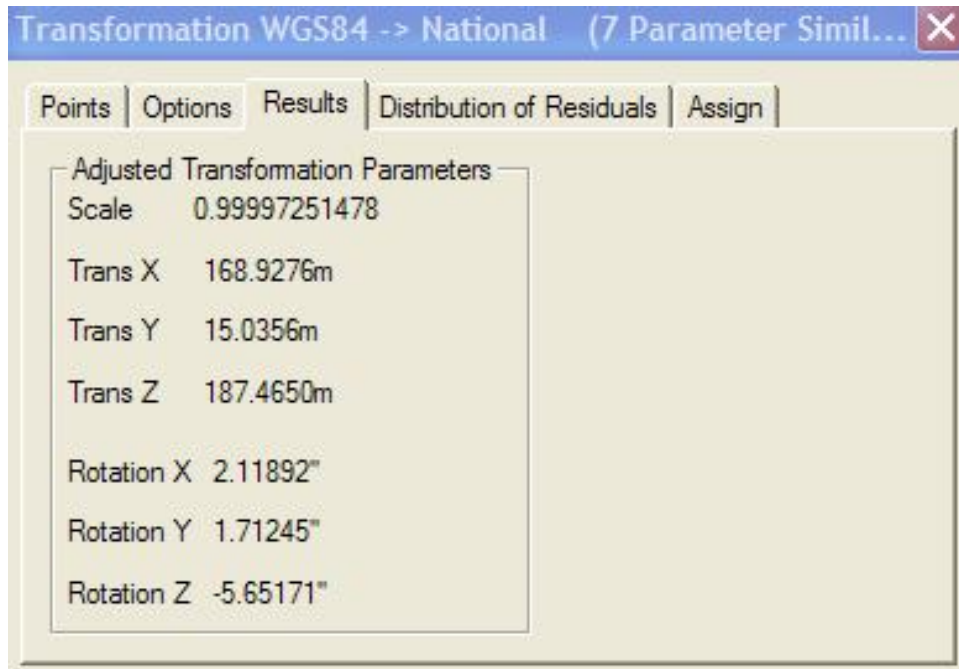 Transformation WGS84 -> National (7 Parameter Simil...
Points Options Results Distribution of Residuals Assign
Adjusted Transformation Parameters
Scale 0.99997251478
Trans X 168.9276m
Trans Y 15.0356m
Trans Z 187.4650m
Rotation X 2.11892"
Rotation Y 1.71245"
Rotation Z -5.65171"